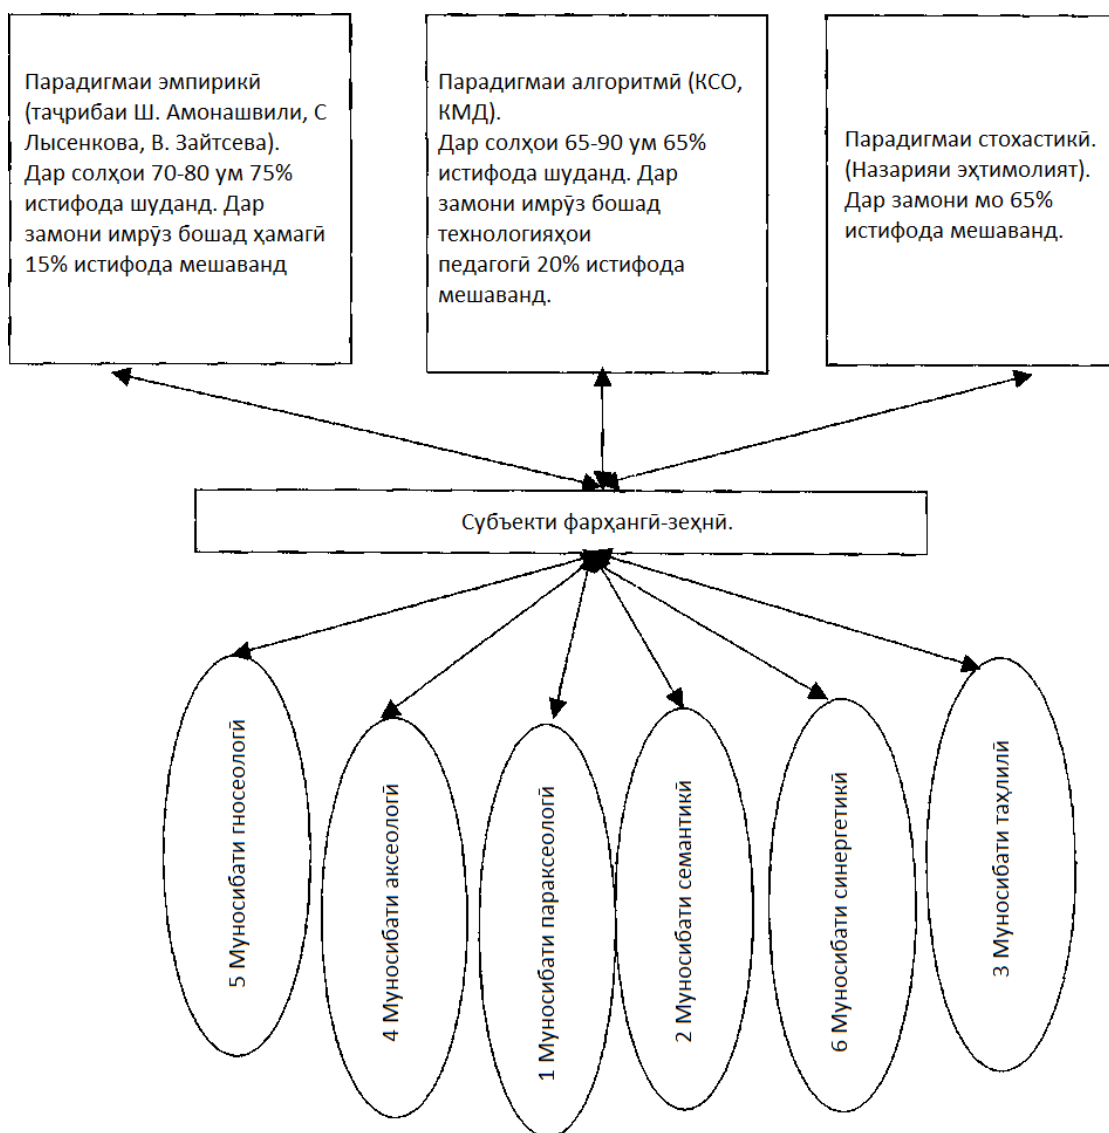 Парадигмаи эмпирикӣ
(таҷрибаи Ш. Амонашвили, С
Лысенкова, В. Зайтсева).
Дар солҳои 70-80 ум 75%
истифода шуданд. Дар
замони имрӯз бошад ҳамагӣ
15% истифода мешаванд
Парадигмаи алгоритмӣ (КСО,
КМД).
Дар солҳои 65-90 ум 65%
истифода шуданд. Дар
замони имрӯз бошад
технологияҳои
педагогӣ 20% истифода
мешаванд.
Парадигмаи стохастикӣ.
(Назарияи эҳтимолият).
Дар замони мо 65%
истифода мешаванд.
Субъекти фарҳангӣ-зеҳнӣ.
5 Муносибати гносеологӣ
4 Муносибати аксеологӣ
1 Муносибати параксеологӣ
2 Муносибати семантикӣ
6 Муносибати синергетикӣ
3 Муносибати таҳлилӣ